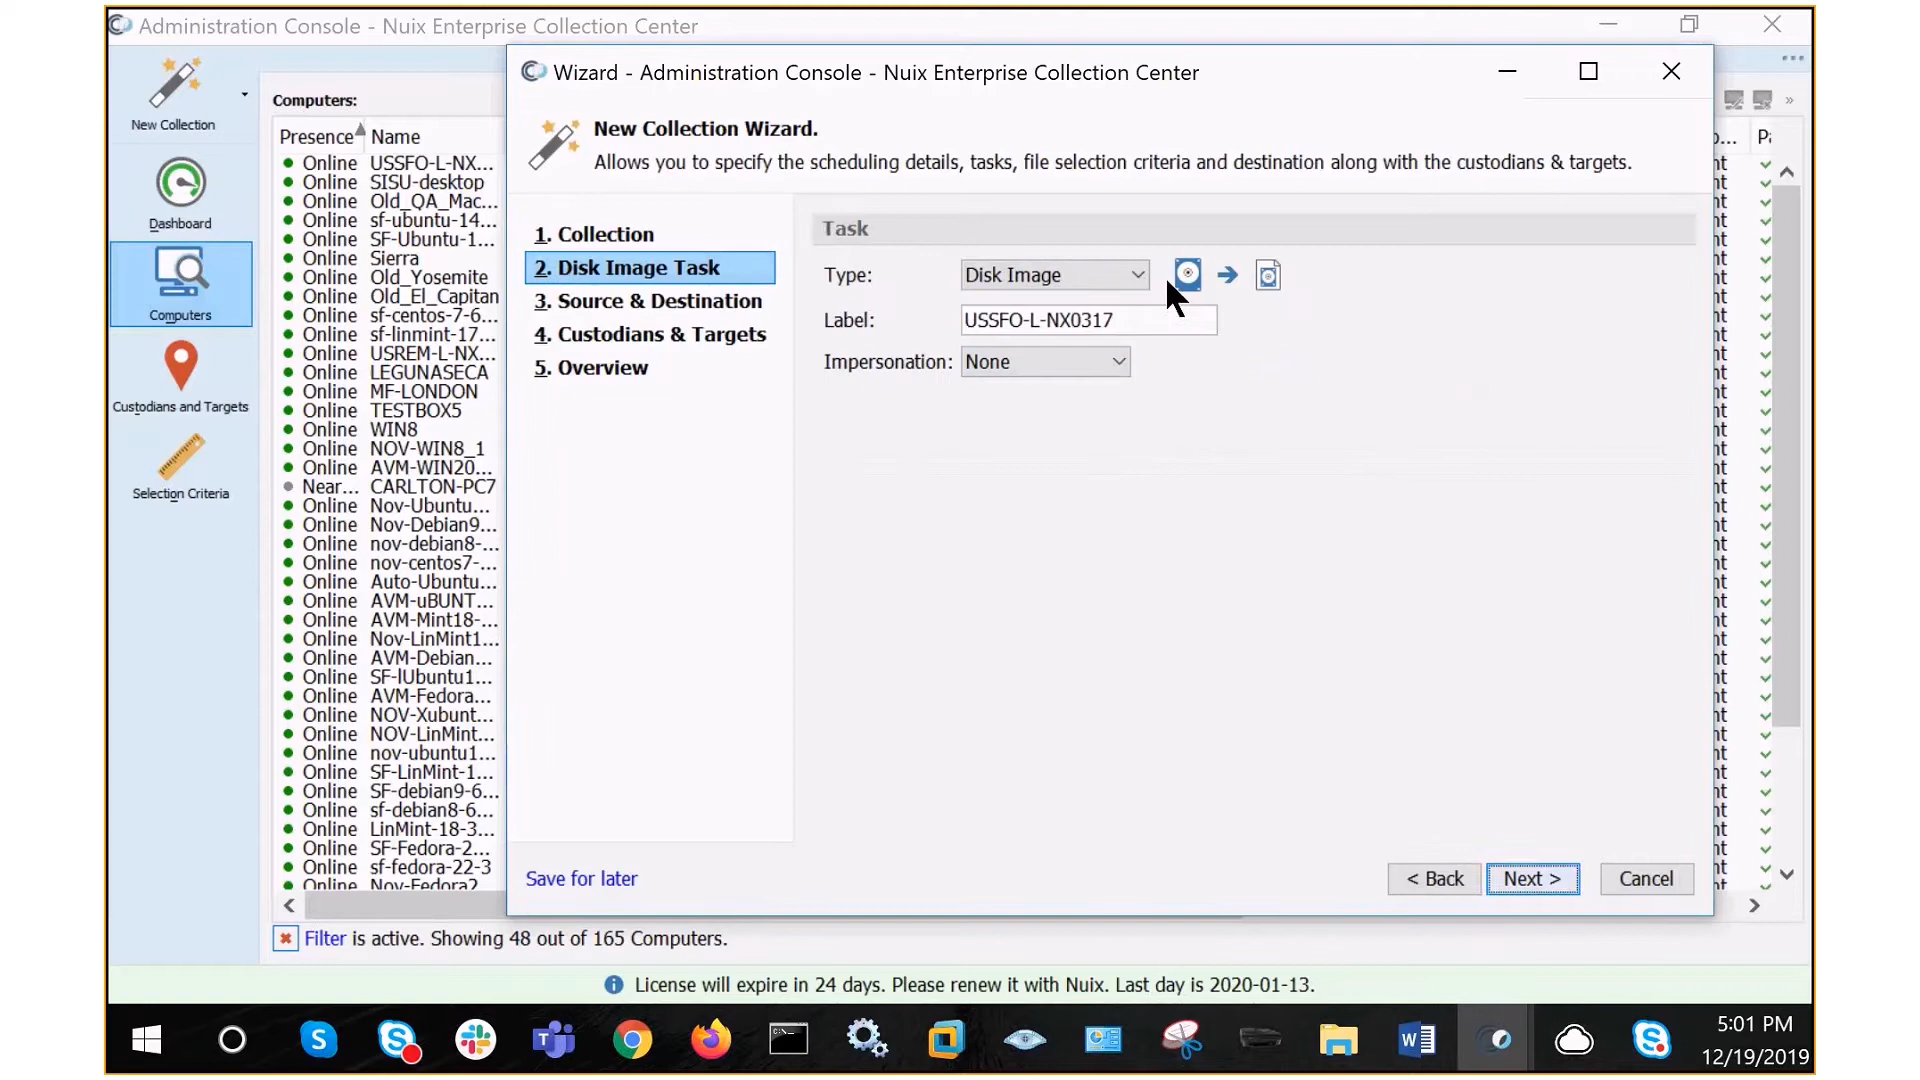 Administration Console - Nuix Enterprise Collection Center
Wizard - Administration Console - Nuix Enterprise Collection Center
New Collection Wizard.
Allows you to specify the scheduling details, tasks, file selection criteria and destination along with the custodians & targets.
New Collection
Dashboard
Computers
Custodians and Targets
Selection Criteria
Computers:
Presence Name
Online USSFO-L-NX...
Online SISU-desktop
Online Old_QA_Mac...
Online sf-ubuntu-14...
Online SF-Ubuntu-1...
Online Sierra
Online Old_Yosemite
Online Old_El_Capitan
Online sf-centos-7-6...
Online sf-linmint-17...
Online USREM-L-NX...
Online LEGUNASECA
Online MF-LONDON
Online TESTBOX5
Online WIN8
Online NOV-WIN8_1
Online AVM-WIN20...
Near... CARLTON-PC7
Online Nov-Ubuntu...
Online Nov-Debian9...
Online nov-debian8-...
Online nov-centos7-...
Online Auto-Ubuntu...
Online AVM-uBUNT...
Online AVM-Mint18-...
Online Nov-LinMint1...
Online AVM-Debian...
Online SF-lUbuntu1...
Online AVM-Fedora...
Online NOV-Xubunt...
Online NOV-LinMint...
Online nov-ubuntu1...
Online SF-LinMint-1...
Online SF-debian9-6...
Online sf-debian8-6...
Online LinMint-18-3...
Online SF-Fedora-2...
Online sf-fedora-22-3
Online Nov-Fedora2
1. Collection
2. Disk Image Task
3. Source & Destination
4. Custodians & Targets
5. Overview
Task
Type: Disk Image
Label: USSFO-L-NX0317
Impersonation: None
Save for later
< Back Next > Cancel
Filter is active. Showing 48 out of 165 Computers.
License will expire in 24 days. Please renew it with Nuix. Last day is 2020-01-13.
5:01 PM
12/19/2019